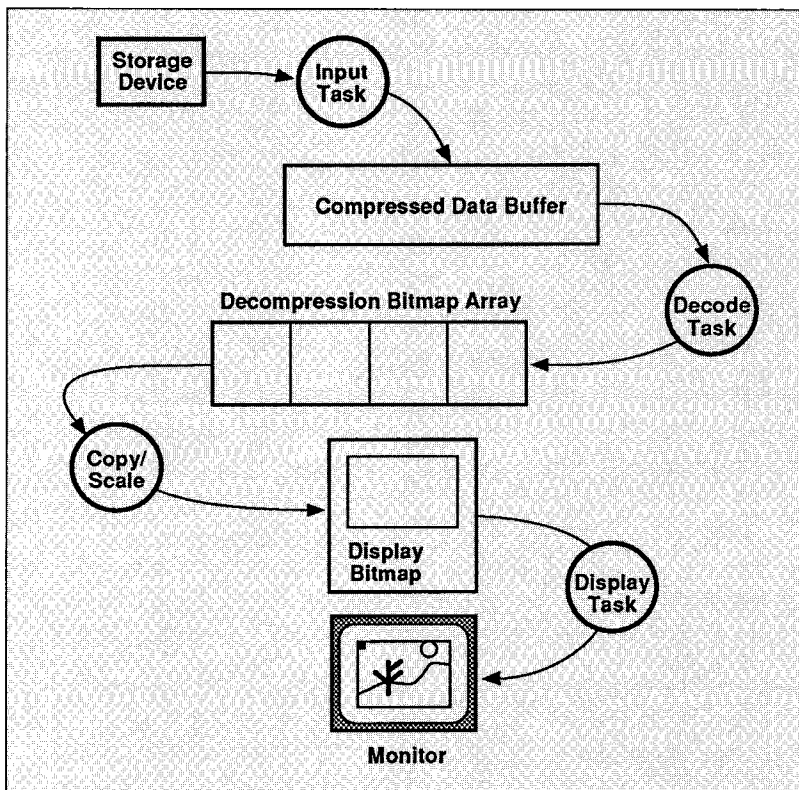 Storage
Device
Input
Task
Compressed Data Buffer
Decompression Bitmap Array
Decode
Task
Copy/
Scale
Display
Bitmap
Display
Task
Monitor